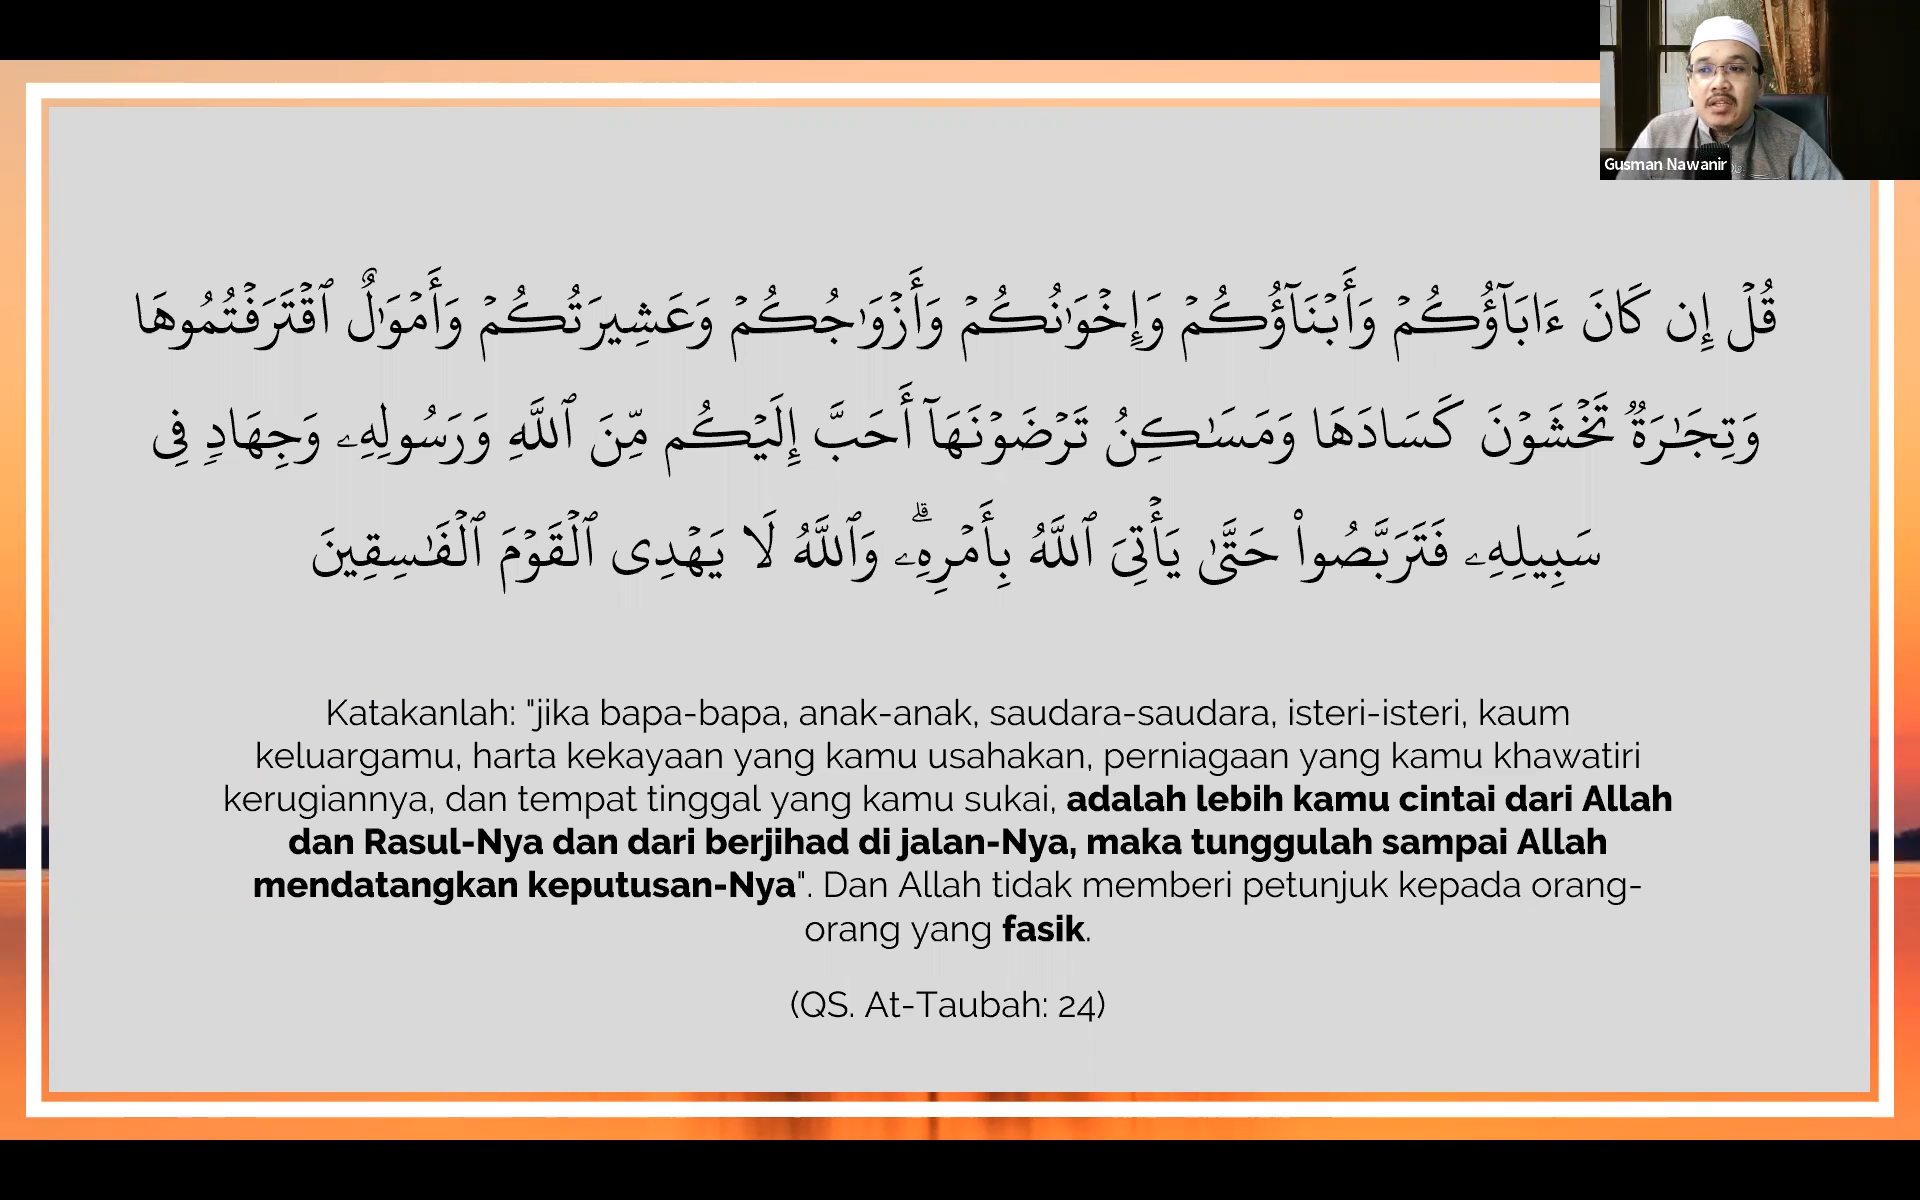 Gusman Nawanir
قُلْ إِن كَانَ ءَابَآؤُكُمْ وَأَبْنَآؤُكُمْ وَإِخْوَٰنُكُمْ وَأَزْوَٰجُكُمْ وَعَشِيرَتُكُمْ وَأَمْوَٰلٌ ٱقْتَرَفْتُمُوهَا
وَتِجَٰرَةٌ تَخْشَوْنَ كَسَادَهَا وَمَسَٰكِنُ تَرْضَوْنَهَآ أَحَبَّ إِلَيْكُم مِّنَ ٱللَّهِ وَرَسُولِهِۦ وَجِهَادٍ فِى
سَبِيلِهِۦ فَتَرَبَّصُوا۟ حَتَّىٰ يَأْتِىَ ٱللَّهُ بِأَمْرِهِۦ ۗ وَٱللَّهُ لَا يَهْدِى ٱلْقَوْمَ ٱلْفَٰسِقِينَ
Katakanlah: "jika bapa-bapa, anak-anak, saudara-saudara, isteri-isteri, kaum
keluargamu, harta kekayaan yang kamu usahakan, perniagaan yang kamu khawatiri
kerugiannya, dan tempat tinggal yang kamu sukai, adalah lebih kamu cintai dari Allah
dan Rasul-Nya dan dari berjihad di jalan-Nya, maka tunggulah sampai Allah
mendatangkan keputusan-Nya". Dan Allah tidak memberi petunjuk kepada orang-
orang yang fasik.
(QS. At-Taubah: 24)